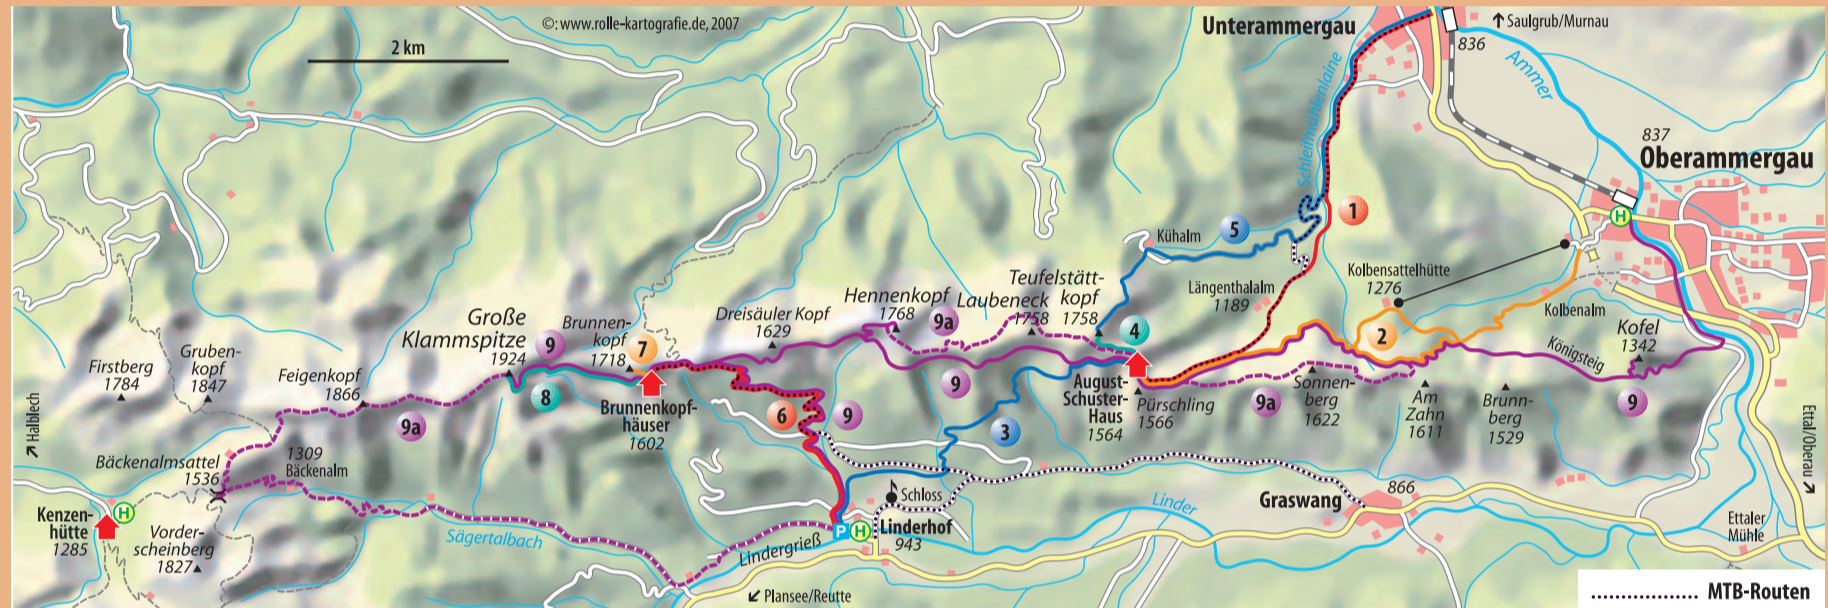 ©: www.rolle-kartografie.de, 2007
2 km
Unterammergau
836
↑ Saulgrub/Murnau
Ammer
Schleifmühlenlaine
837
Oberammergau
H
1
5
Kühalm
Kolbensattelhütte
1276
Längenthalalm
1189
Kolbenalm
Teufelstätt-
kopf
1758
Laubeneck
1758
Hennenkopf
1768
9a
Dreisäuler Kopf
1629
Große
Klammspitze
1924
9
Brunnen-
kopf
1718
7
4
2
Kofel
1342
Königsteig
Firstberg
1784
Gruben-
kopf
1847
Feigenkopf
1866
9a
8
Brunnenkopf-
häuser
1602
6
9
9
3
August-
Schuster-
Haus
1564
Pürschling
1566
9a
Sonnen-
berg
1622
Am
Zahn
1611
Brunn-
berg
1529
9
↗ Halblech
Ettal/Oberau ↗
Bäckenalmsattel
1536
1309
Bäckenalm
Kenzen-
hütte
1285
H
Vorder-
scheinberg
1827
Sägertalbach
Lindergrieß
P
H
Schloss
Linderhof
943
Linder
Graswang
866
Ettaler
Mühle
↙ Plansee/Reutte
MTB-Routen